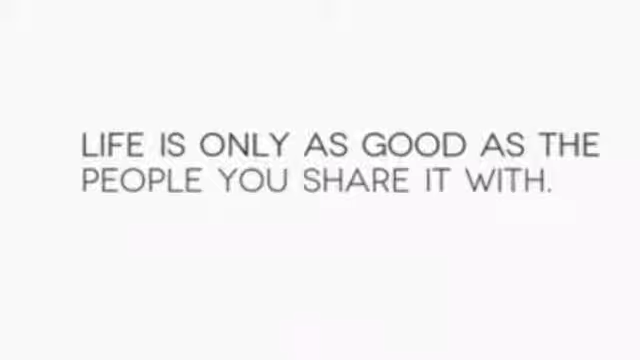 LIFE IS ONLY AS GOOD AS THE
PEOPLE YOU SHARE IT WITH.